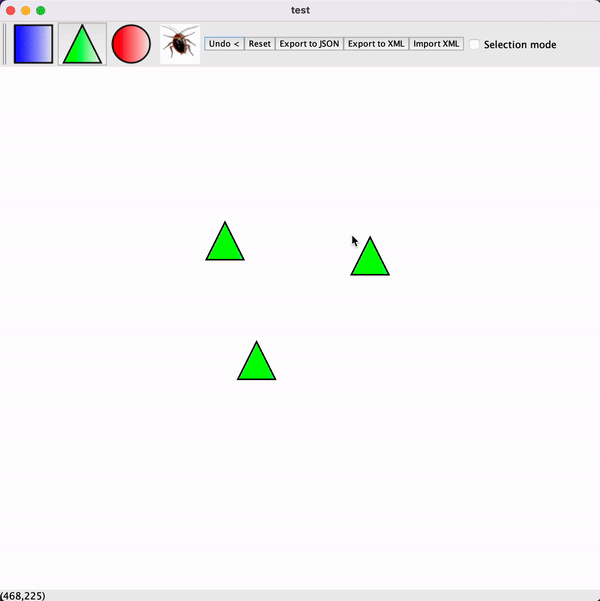 test
Undo < Reset Export to JSON Export to XML Import XML Selection mode
(468,225)